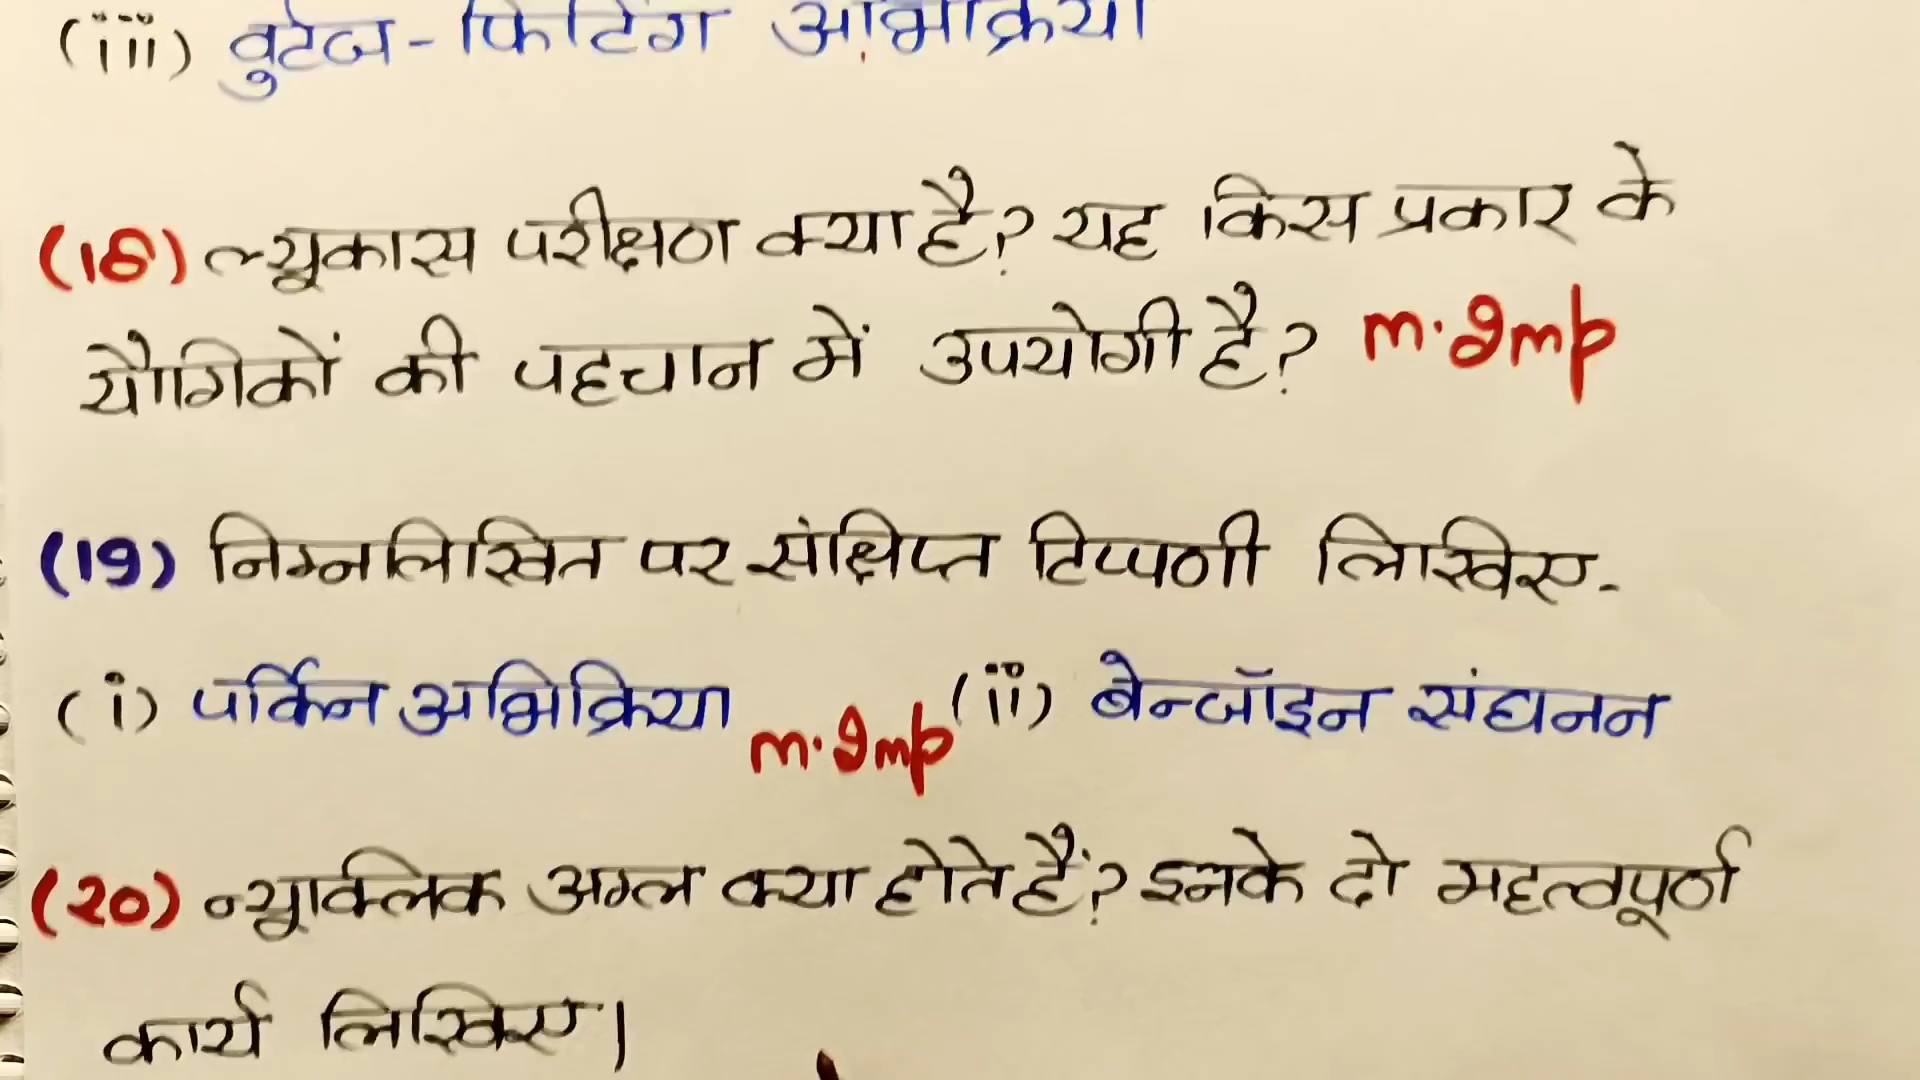 (iii) वुर्टज - फिटिग अभिक्रिया
(18) ल्यूकास परीक्षण क्या है? यह किस प्रकार के
यौगिकों की पहचान में उपयोगी है? m.Imp
(19) निम्नलिखित पर संक्षिप्त टिप्पणी लिखिए-
(i) पर्किन अभिक्रिया m.Imp (ii) बेन्जॉइन संघनन
(20) न्यूक्लिक अम्ल क्या होते हैं? इनके दो महत्वपूर्ण
कार्य लिखिए।